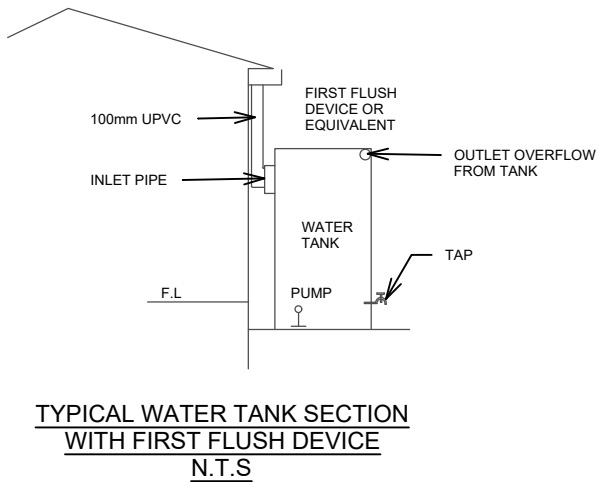 FIRST FLUSH
DEVICE OR
EQUIVALENT
100mm UPVC
OUTLET OVERFLOW
FROM TANK
INLET PIPE
WATER
TANK
TAP
F.L
PUMP
TYPICAL WATER TANK SECTION
WITH FIRST FLUSH DEVICE
N.T.S